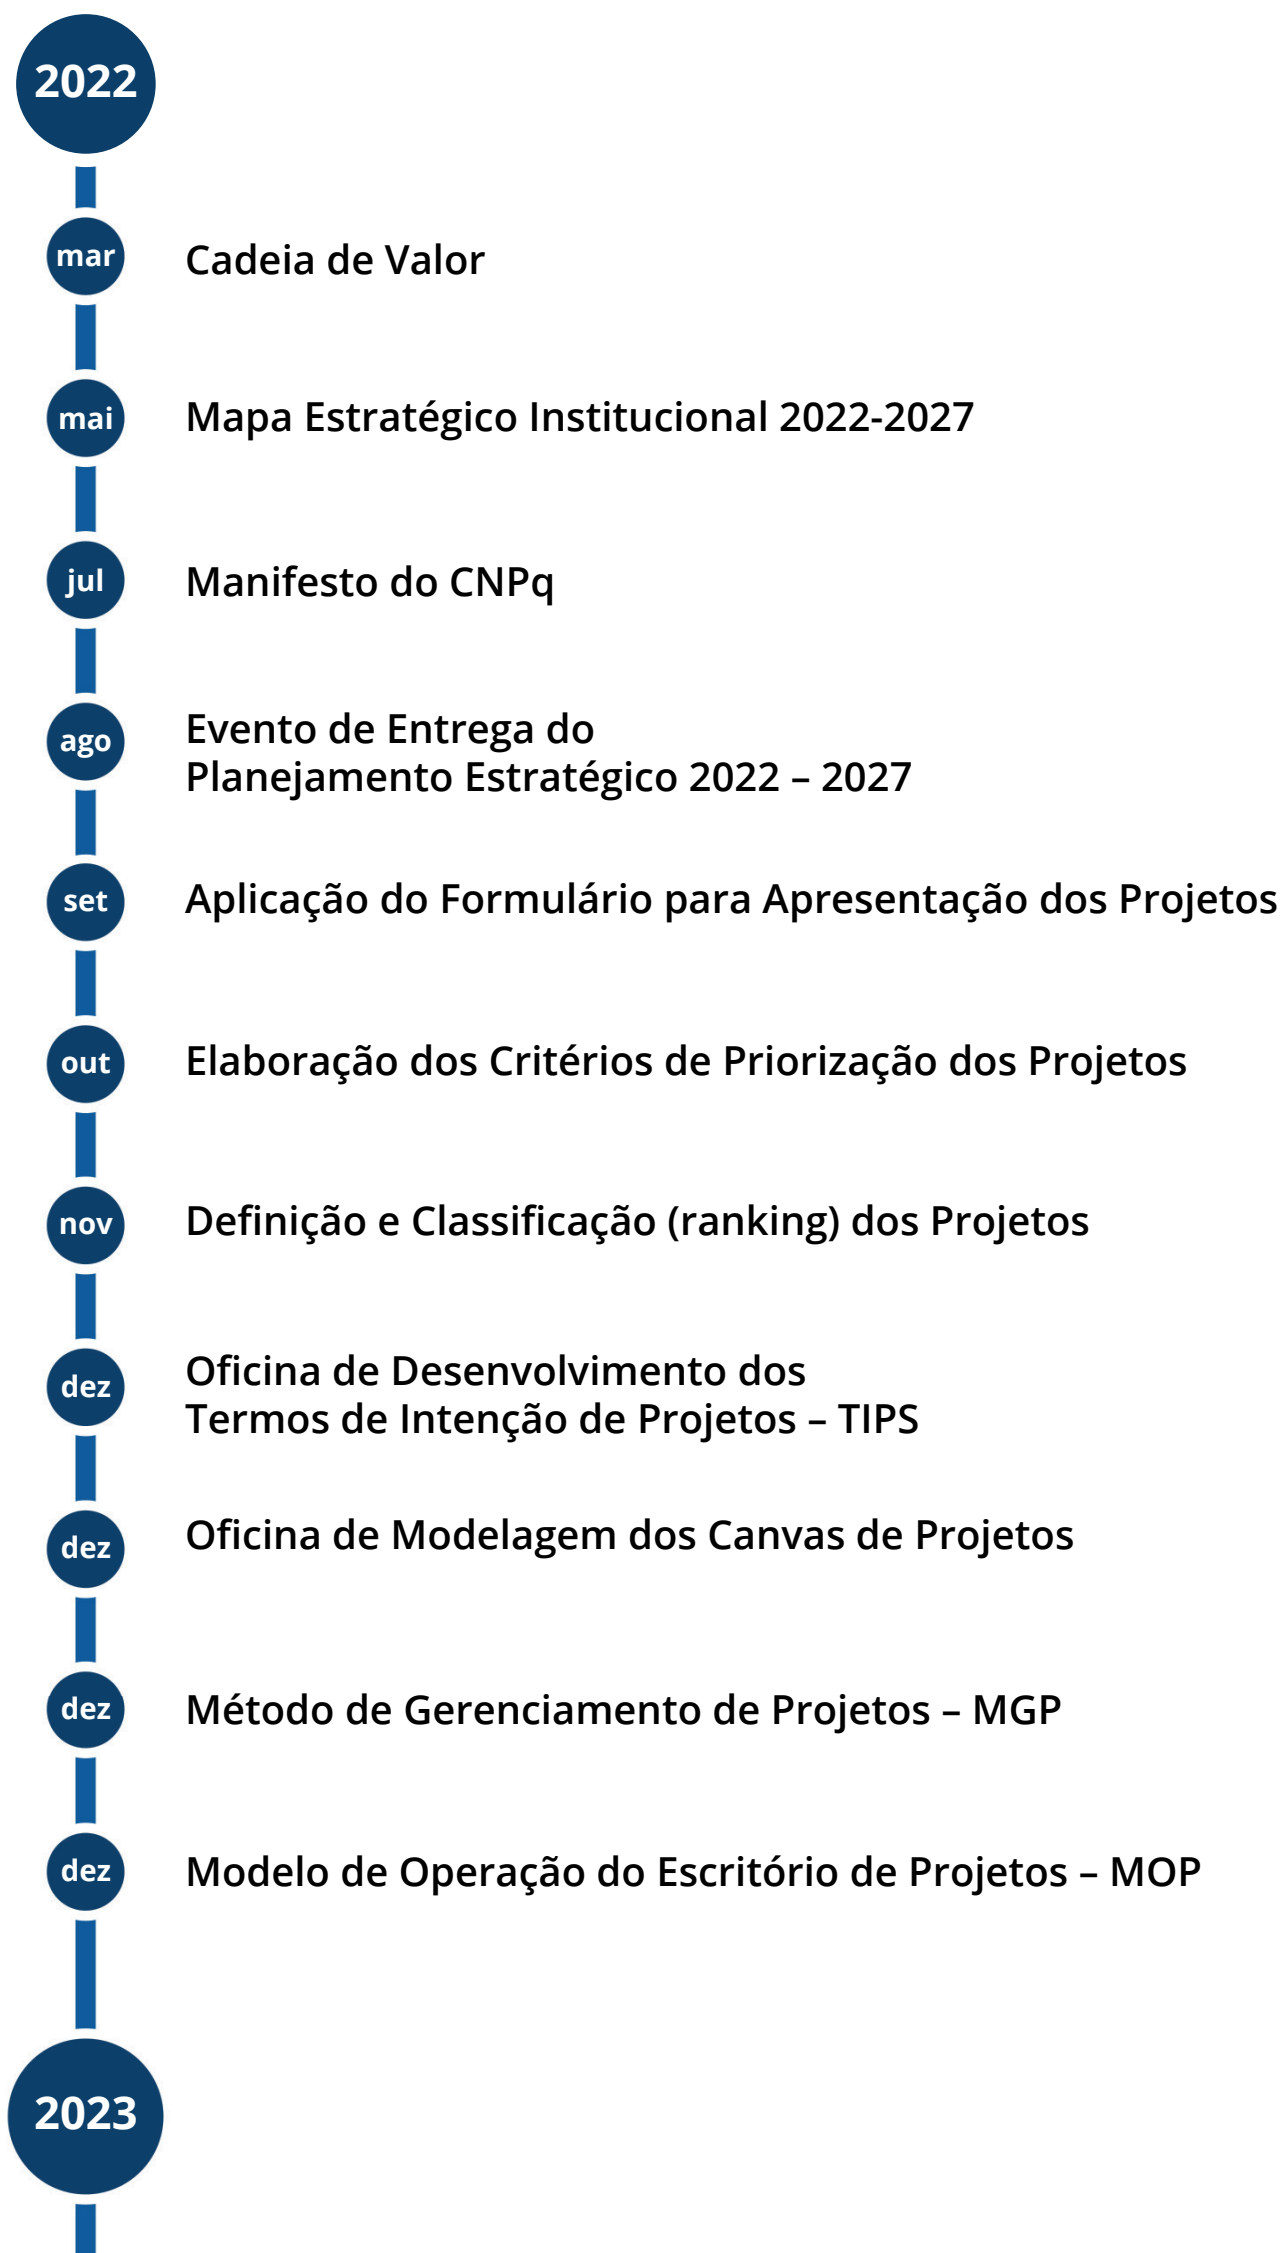 2022
mar
Cadeia de Valor
mai
Mapa Estratégico Institucional 2022-2027
jul
Manifesto do CNPq
ago
Evento de Entrega do
Planejamento Estratégico 2022 – 2027
set
Aplicação do Formulário para Apresentação dos Projetos
out
Elaboração dos Critérios de Priorização dos Projetos
nov
Definição e Classificação (ranking) dos Projetos
dez
Oficina de Desenvolvimento dos
Termos de Intenção de Projetos – TIPS
dez
Oficina de Modelagem dos Canvas de Projetos
dez
Método de Gerenciamento de Projetos – MGP
dez
Modelo de Operação do Escritório de Projetos – MOP
2023